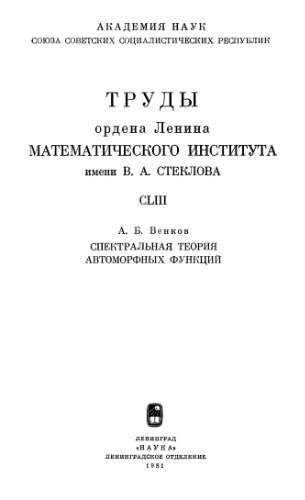 АКАДЕМИЯ НАУК
СОЮЗА СОВЕТСКИХ СОЦИАЛИСТИЧЕСКИХ РЕСПУБЛИК
ТРУДЫ
ордена Ленина
МАТЕМАТИЧЕСКОГО ИНСТИТУТА
имени В. А. СТЕКЛОВА
CLIII
А. Б. Венков
СПЕКТРАЛЬНАЯ ТЕОРИЯ
АВТОМОРФНЫХ ФУНКЦИЙ
ЛЕНИНГРАД
«НАУКА»
ЛЕНИНГРАДСКОЕ ОТДЕЛЕНИЕ
1981